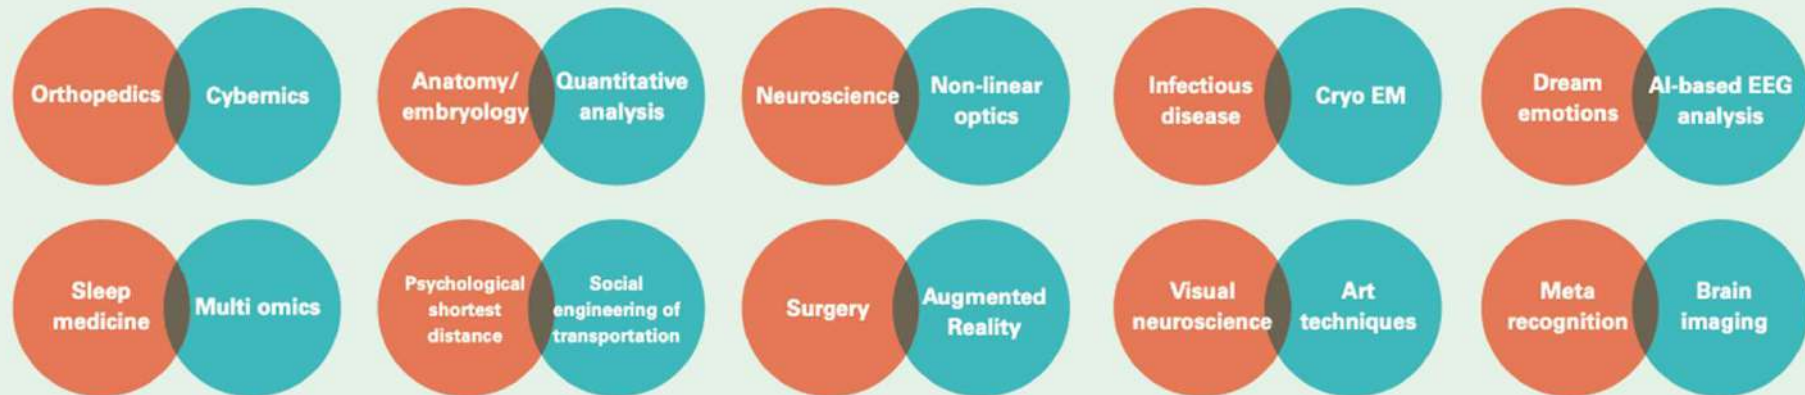 Orthopedics
Cybernics
Anatomy/
embryology
Quantitative
analysis
Neuroscience
Non-linear
optics
Infectious
disease
Cryo EM
Dream
emotions
AI-based EEG
analysis
Sleep
medicine
Multi omics
Psychological
shortest
distance
Social
engineering of
transportation
Surgery
Augmented
Reality
Visual
neuroscience
Art
techniques
Meta
recognition
Brain
imaging